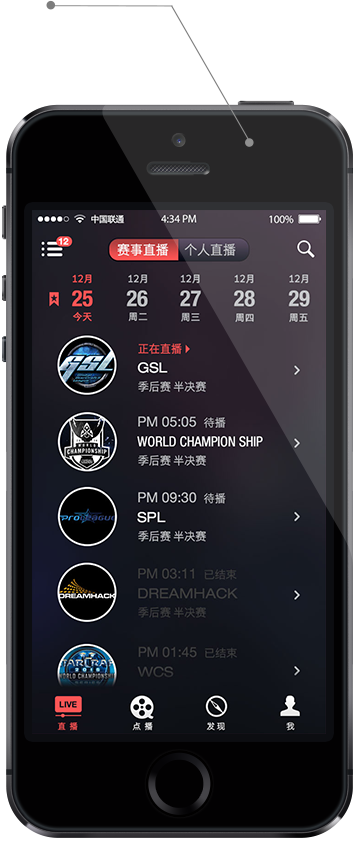 中国联通 4:34 PM 100%
12 赛事直播 个人直播
12月 12月 12月 12月 12月
25 26 27 28 29
今天 周二 周三 周四 周五
GSL
正在直播
GSL
季后赛 半决赛
WORLD
CHAMPIONSHIP
PM 05:05 待播
WORLD CHAMPION SHIP
季后赛 半决赛
PROLEAGUE
PM 09:30 待播
SPL
季后赛 半决赛
DREAMHACK
PM 03:11 已结束
DREAMHACK
季后赛 半决赛
STARCRAFT
WORLD CHAMPIONSHIP
SERIES
PM 01:45 已结束
WCS
LIVE
直播 点播 发现 我